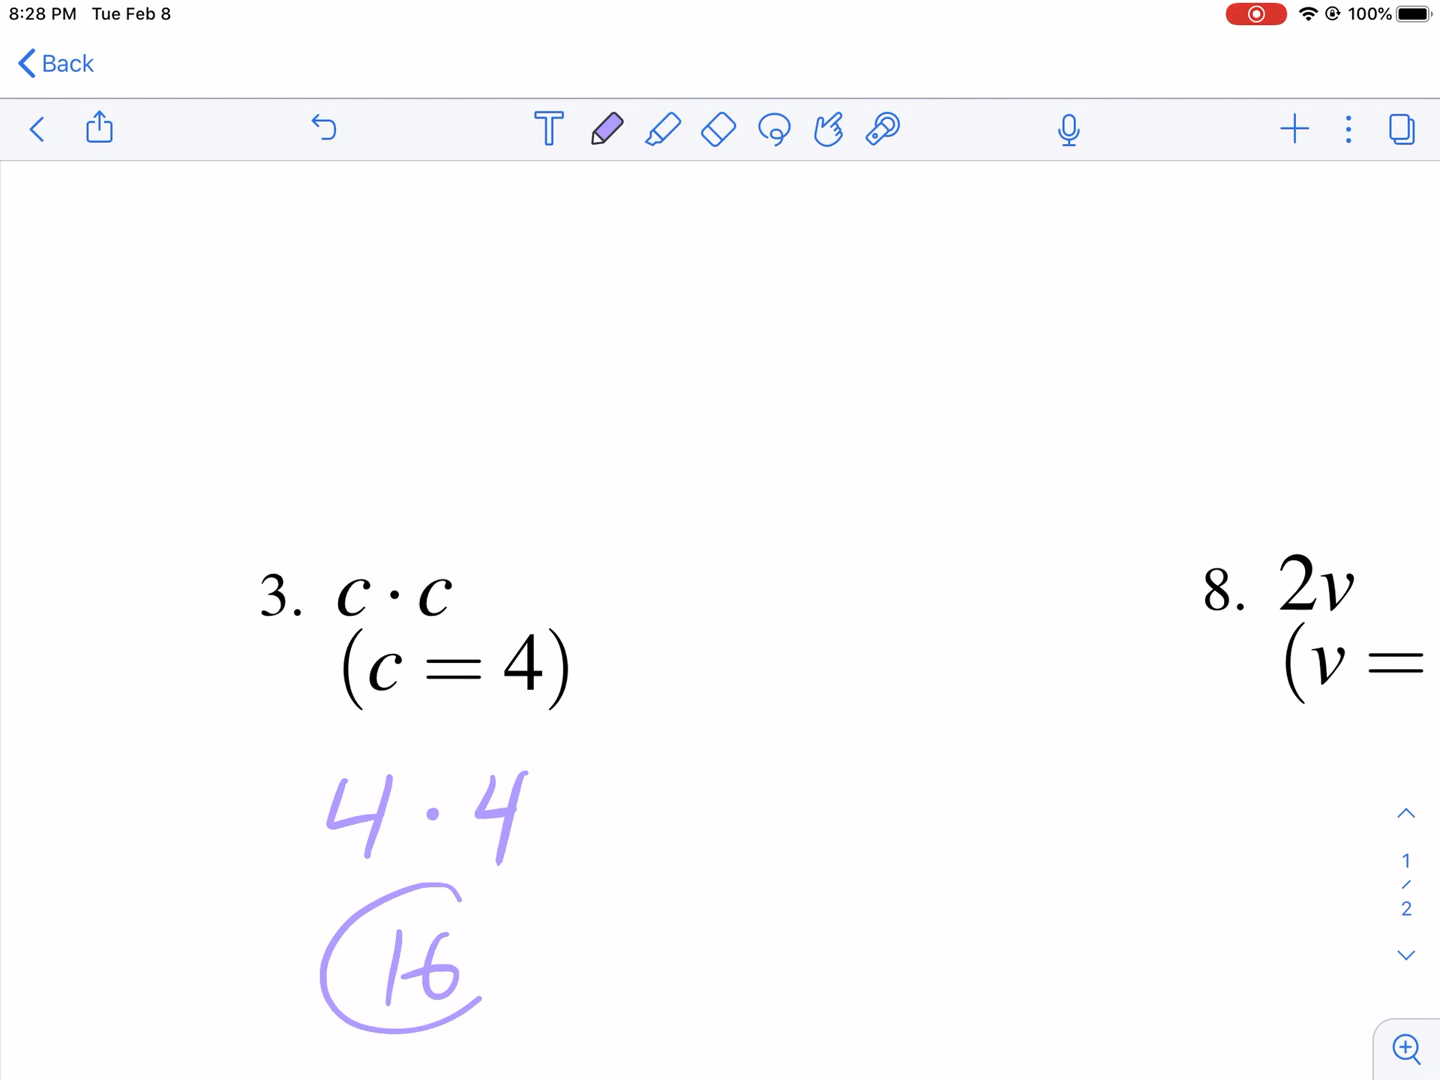 8:28 PM Tue Feb 8 100%
Back
T
3. c · c
(c = 4)
8. 2v
(v =
4 · 4
16
1
/
2